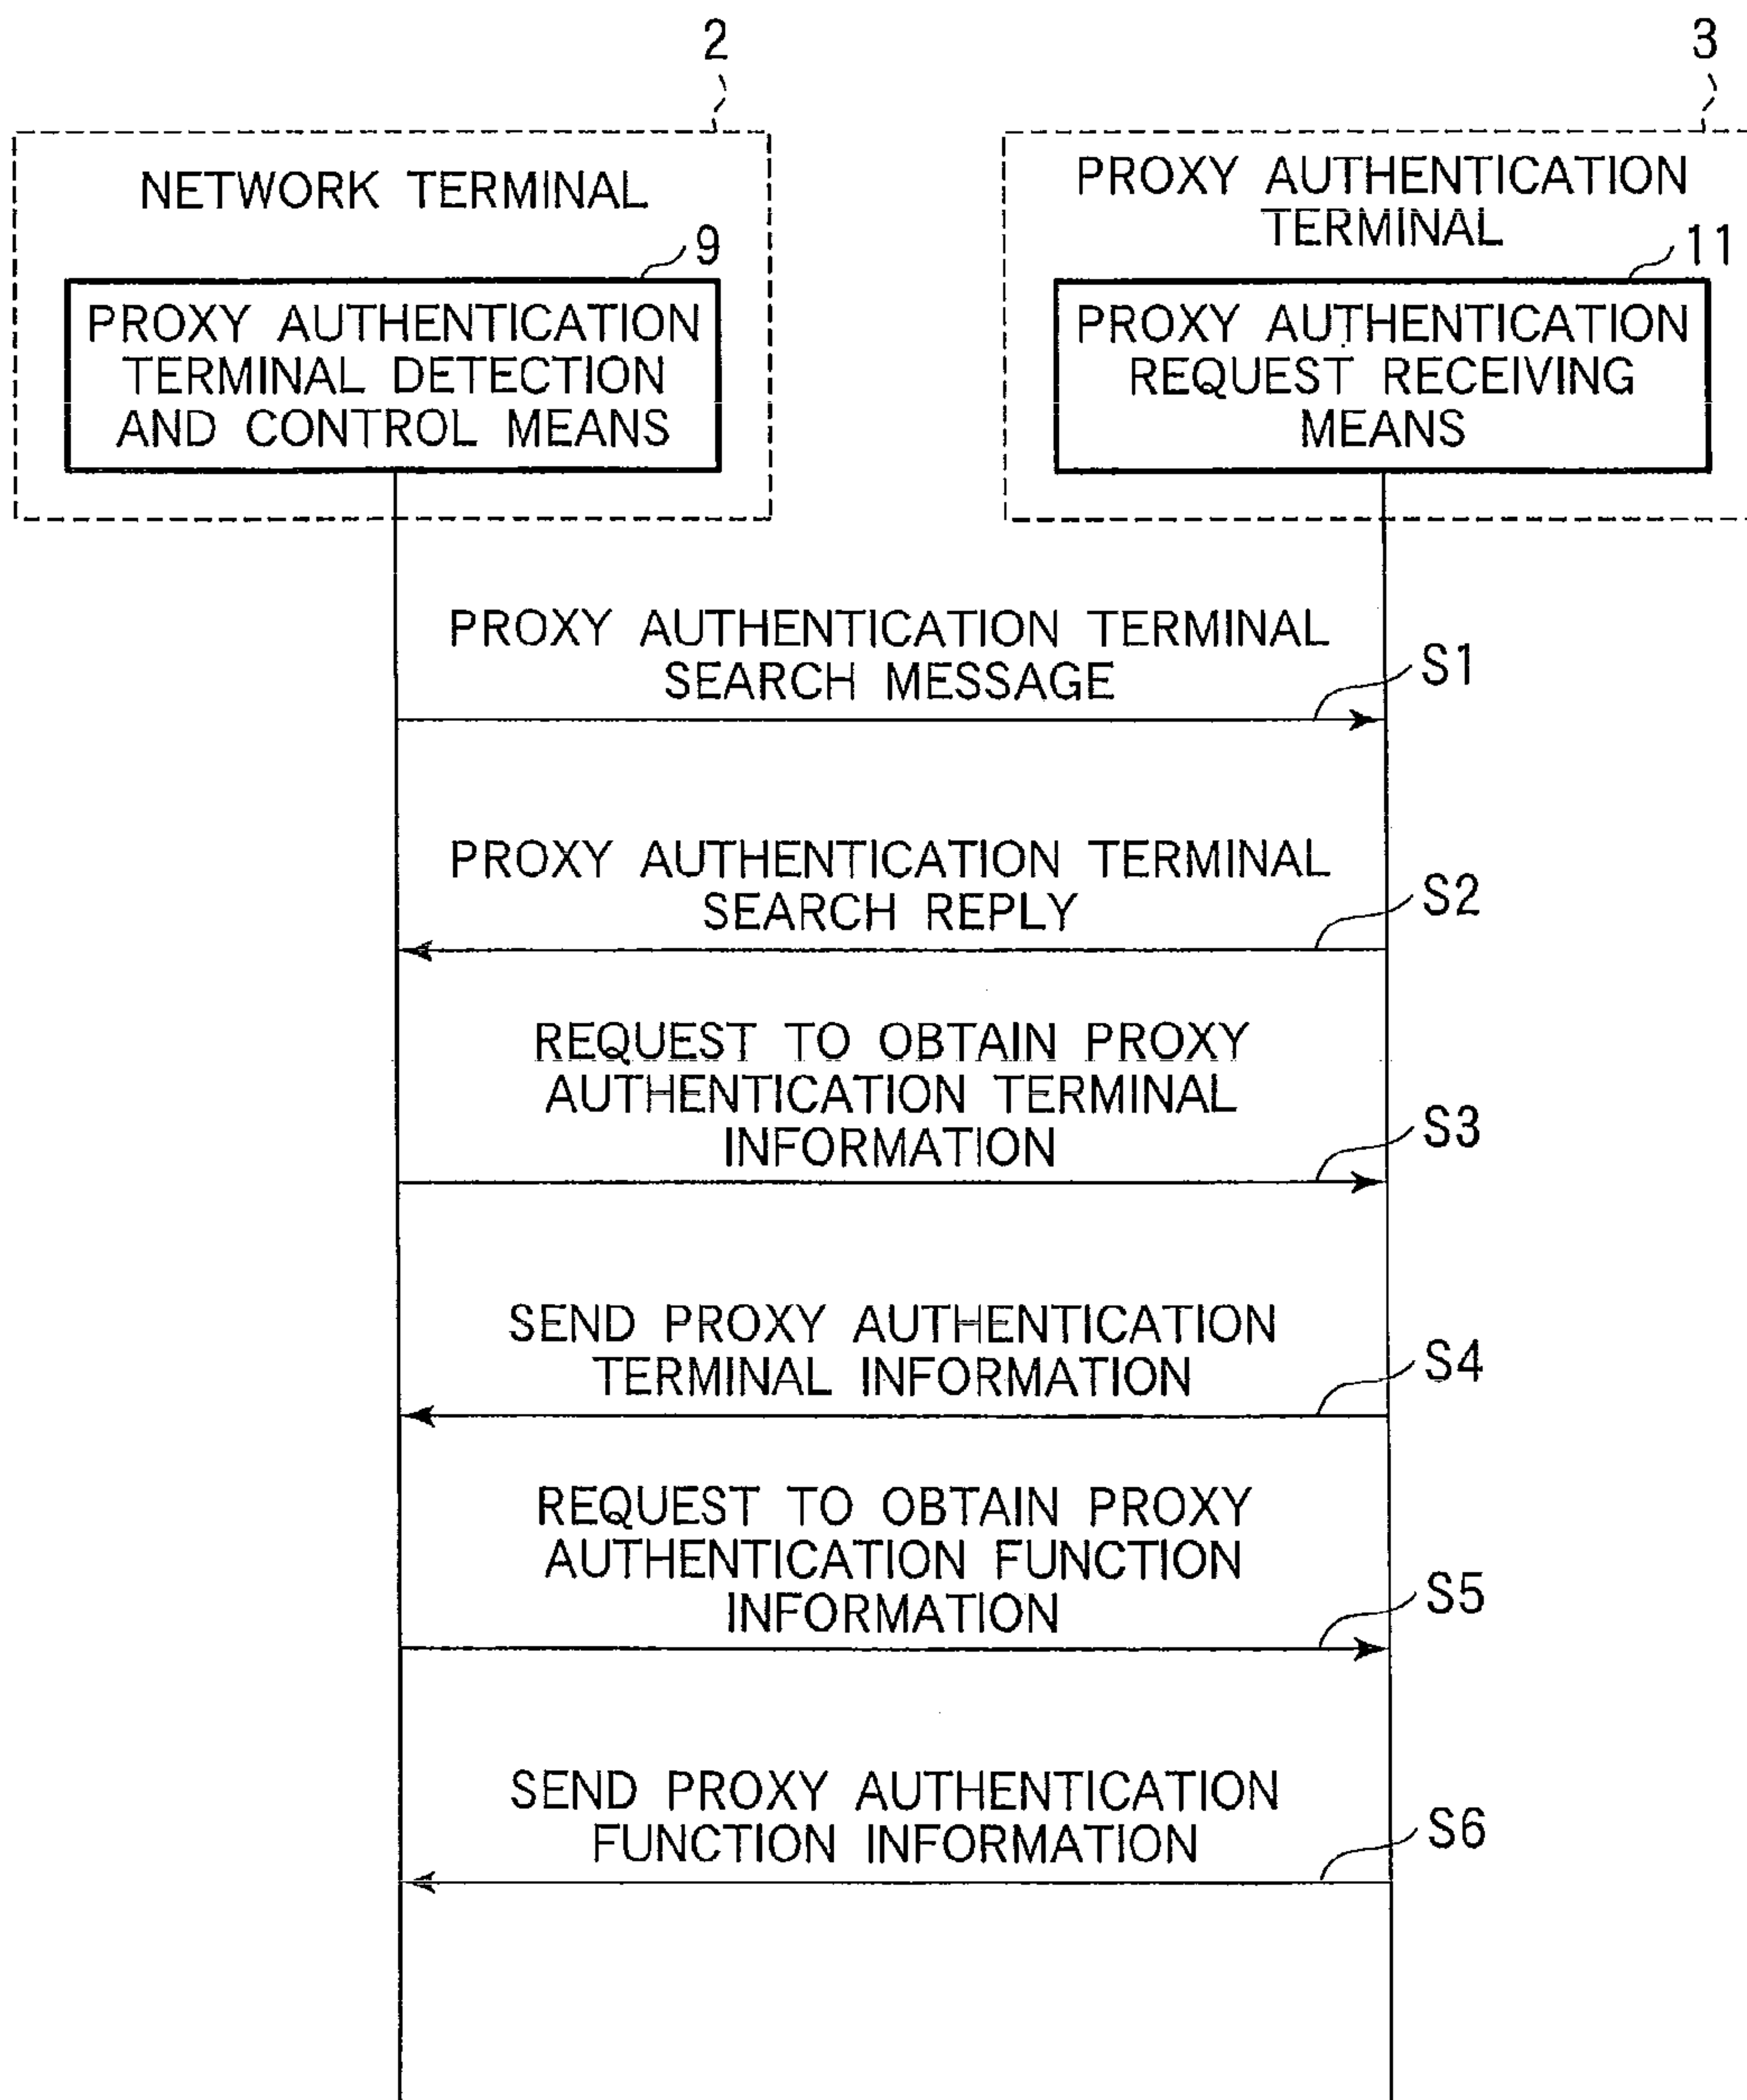 2
3
NETWORK TERMINAL
PROXY AUTHENTICATION
TERMINAL
9
11
PROXY AUTHENTICATION
TERMINAL DETECTION
AND CONTROL MEANS
PROXY AUTHENTICATION
REQUEST RECEIVING
MEANS
PROXY AUTHENTICATION TERMINAL
SEARCH MESSAGE
S1
PROXY AUTHENTICATION TERMINAL
SEARCH REPLY
S2
REQUEST TO OBTAIN PROXY
AUTHENTICATION TERMINAL
INFORMATION
S3
SEND PROXY AUTHENTICATION
TERMINAL INFORMATION
S4
REQUEST TO OBTAIN PROXY
AUTHENTICATION FUNCTION
INFORMATION
S5
SEND PROXY AUTHENTICATION
FUNCTION INFORMATION
S6